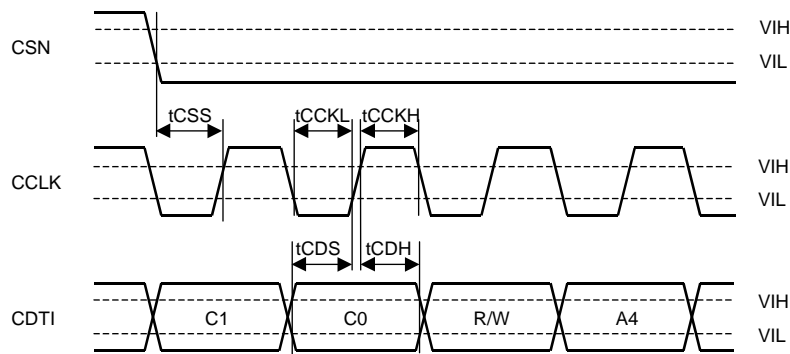 CSN
VIH
VIL
tCSS
tCCKL
tCCKH
CCLK
VIH
VIL
tCDS
tCDH
CDTI
C1
C0
R/W
A4
VIH
VIL